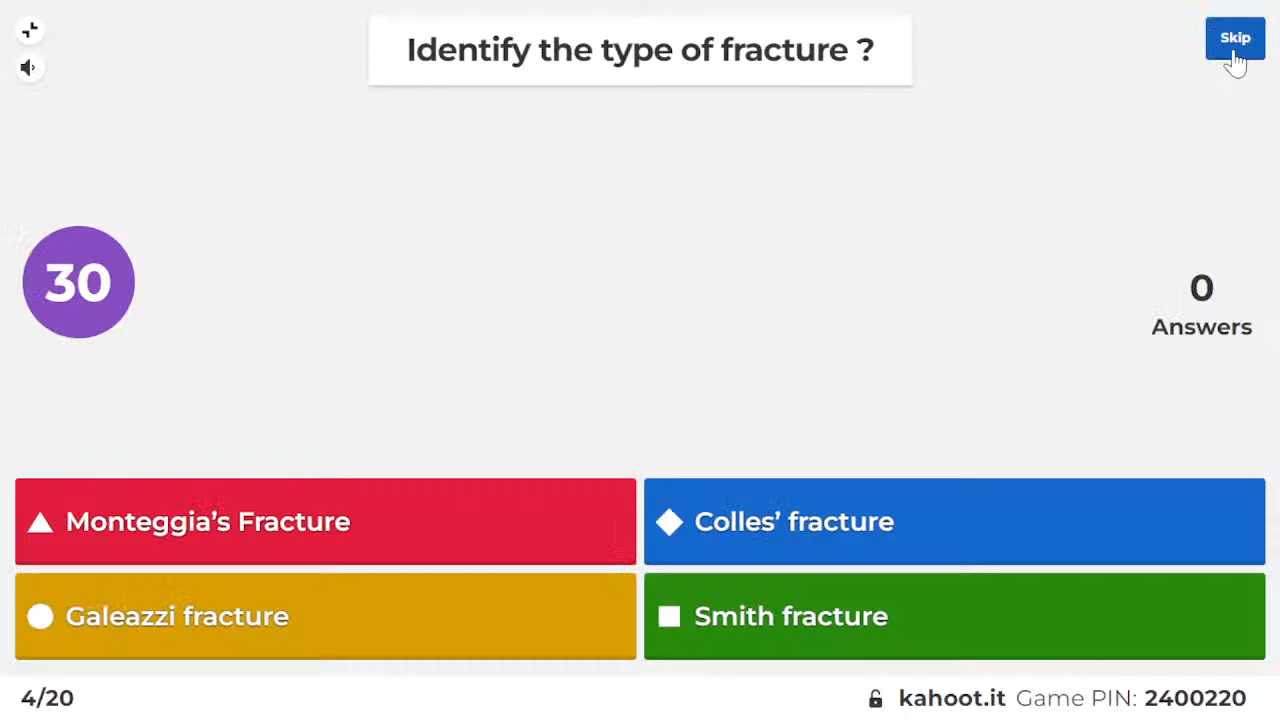 Identify the type of fracture ?
Skip
30
0
Answers
Monteggia’s Fracture
Colles’ fracture
Galeazzi fracture
Smith fracture
4/20
kahoot.it Game PIN: 2400220